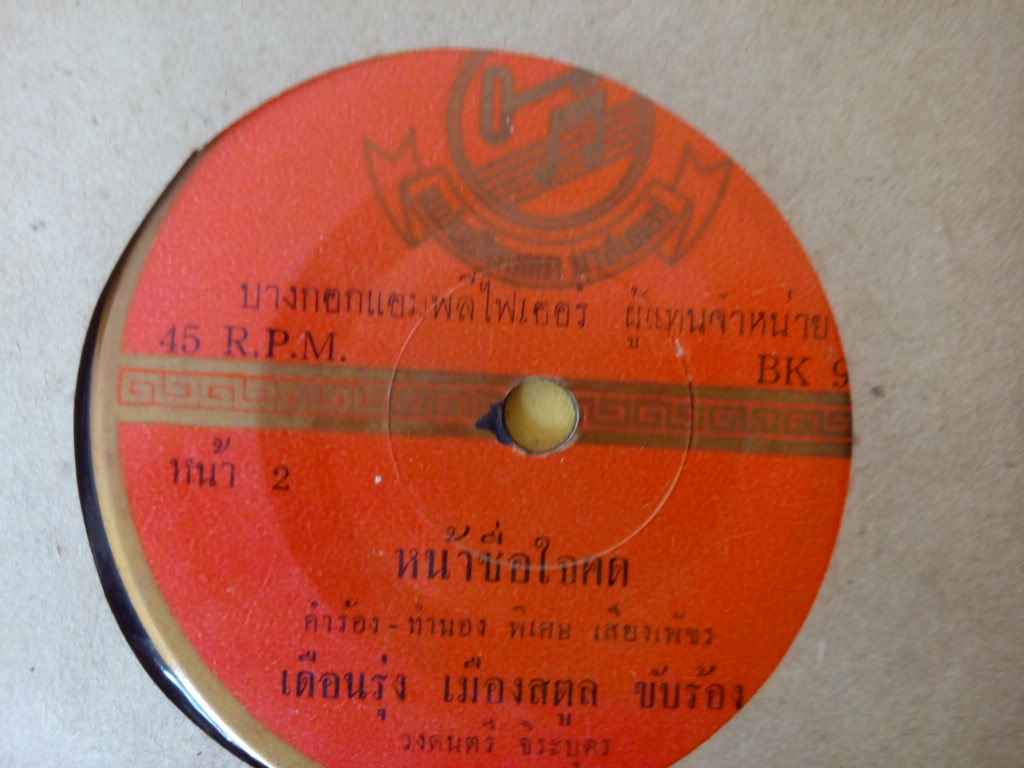 บางกอกแอมพลีไฟเออร์ ผู้แทนจำหน่าย
45 R.P.M.
BK 9
หน้า 2
หน้าซื่อใจคด
คำร้อง - ทำนอง พิเศษ เสียงเพ็ชร
เดือนรุ่ง เมืองสตูล ขับร้อง
วงดนตรี จิระบุตร